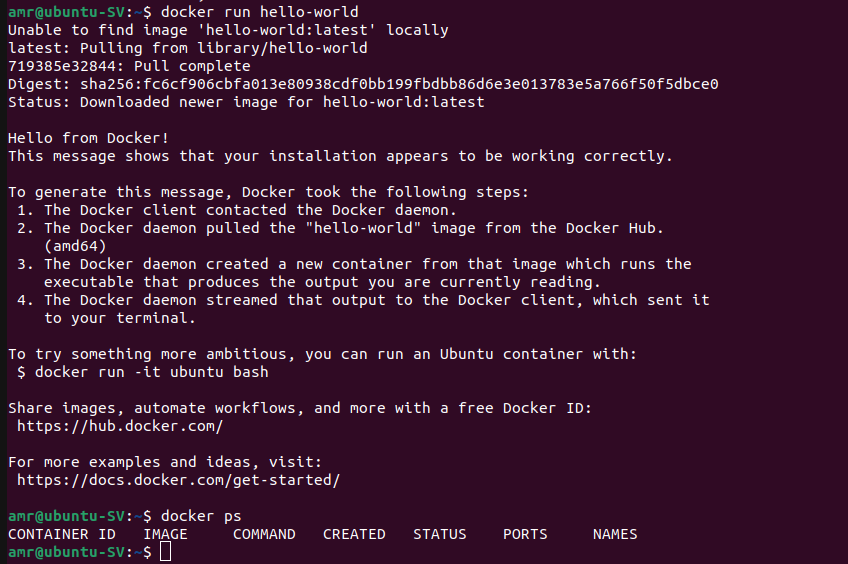 amr@ubuntu-SV:~$ docker run hello-world
Unable to find image 'hello-world:latest' locally
latest: Pulling from library/hello-world
719385e32844: Pull complete
Digest: sha256:fc6cf906cbfa013e80938cdf0bb199fbdbb86d6e3e013783e5a766f50f5dbce0
Status: Downloaded newer image for hello-world:latest

Hello from Docker!
This message shows that your installation appears to be working correctly.

To generate this message, Docker took the following steps:
 1. The Docker client contacted the Docker daemon.
 2. The Docker daemon pulled the "hello-world" image from the Docker Hub.
    (amd64)
 3. The Docker daemon created a new container from that image which runs the
    executable that produces the output you are currently reading.
 4. The Docker daemon streamed that output to the Docker client, which sent it
    to your terminal.

To try something more ambitious, you can run an Ubuntu container with:
 $ docker run -it ubuntu bash

Share images, automate workflows, and more with a free Docker ID:
 https://hub.docker.com/

For more examples and ideas, visit:
 https://docs.docker.com/get-started/

amr@ubuntu-SV:~$ docker ps
CONTAINER ID   IMAGE     COMMAND   CREATED   STATUS    PORTS     NAMES
amr@ubuntu-SV:~$